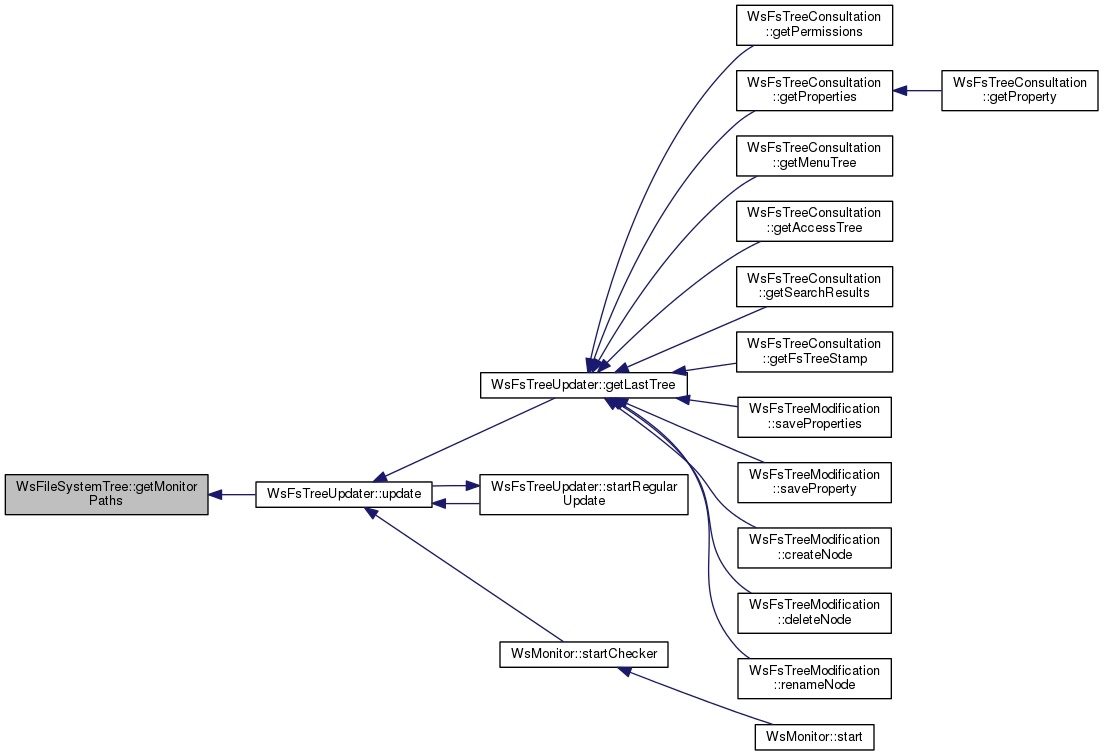 WsFsTreeConsultation
::getPermissions
WsFsTreeConsultation
::getProperties
WsFsTreeConsultation
::getProperty
WsFsTreeConsultation
::getMenuTree
WsFsTreeConsultation
::getAccessTree
WsFsTreeConsultation
::getSearchResults
WsFsTreeConsultation
::getFsTreeStamp
WsFsTreeUpdater::getLastTree
WsFsTreeModification
::saveProperties
WsFsTreeModification
::saveProperty
WsFileSystemTree::getMonitor
Paths
WsFsTreeUpdater::update
WsFsTreeUpdater::startRegular
Update
WsFsTreeModification
::createNode
WsFsTreeModification
::deleteNode
WsMonitor::startChecker
WsFsTreeModification
::renameNode
WsMonitor::start